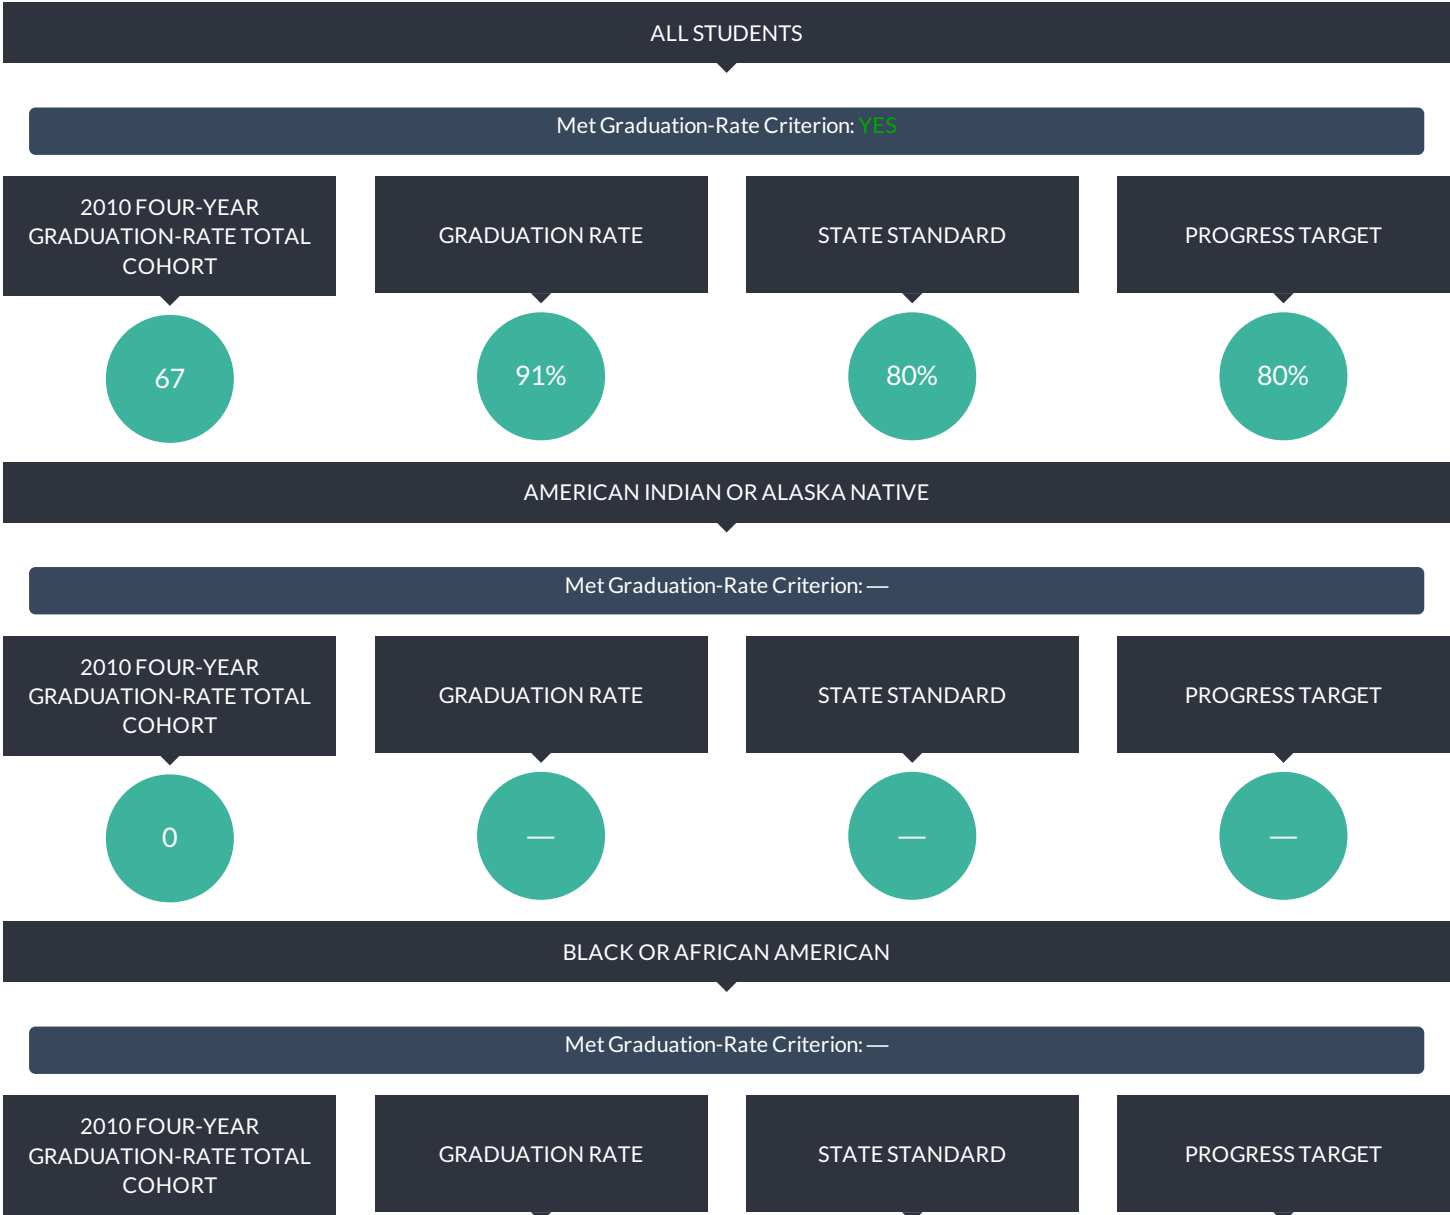 ALL STUDENTS
Met Graduation-Rate Criterion: YES
2010 FOUR-YEAR
GRADUATION-RATE TOTAL
COHORT
GRADUATION RATE
STATE STANDARD
PROGRESS TARGET
67
91%
80%
80%
AMERICAN INDIAN OR ALASKA NATIVE
Met Graduation-Rate Criterion: —
2010 FOUR-YEAR
GRADUATION-RATE TOTAL
COHORT
GRADUATION RATE
STATE STANDARD
PROGRESS TARGET
0
—
—
—
BLACK OR AFRICAN AMERICAN
Met Graduation-Rate Criterion: —
2010 FOUR-YEAR
GRADUATION-RATE TOTAL
COHORT
GRADUATION RATE
STATE STANDARD
PROGRESS TARGET